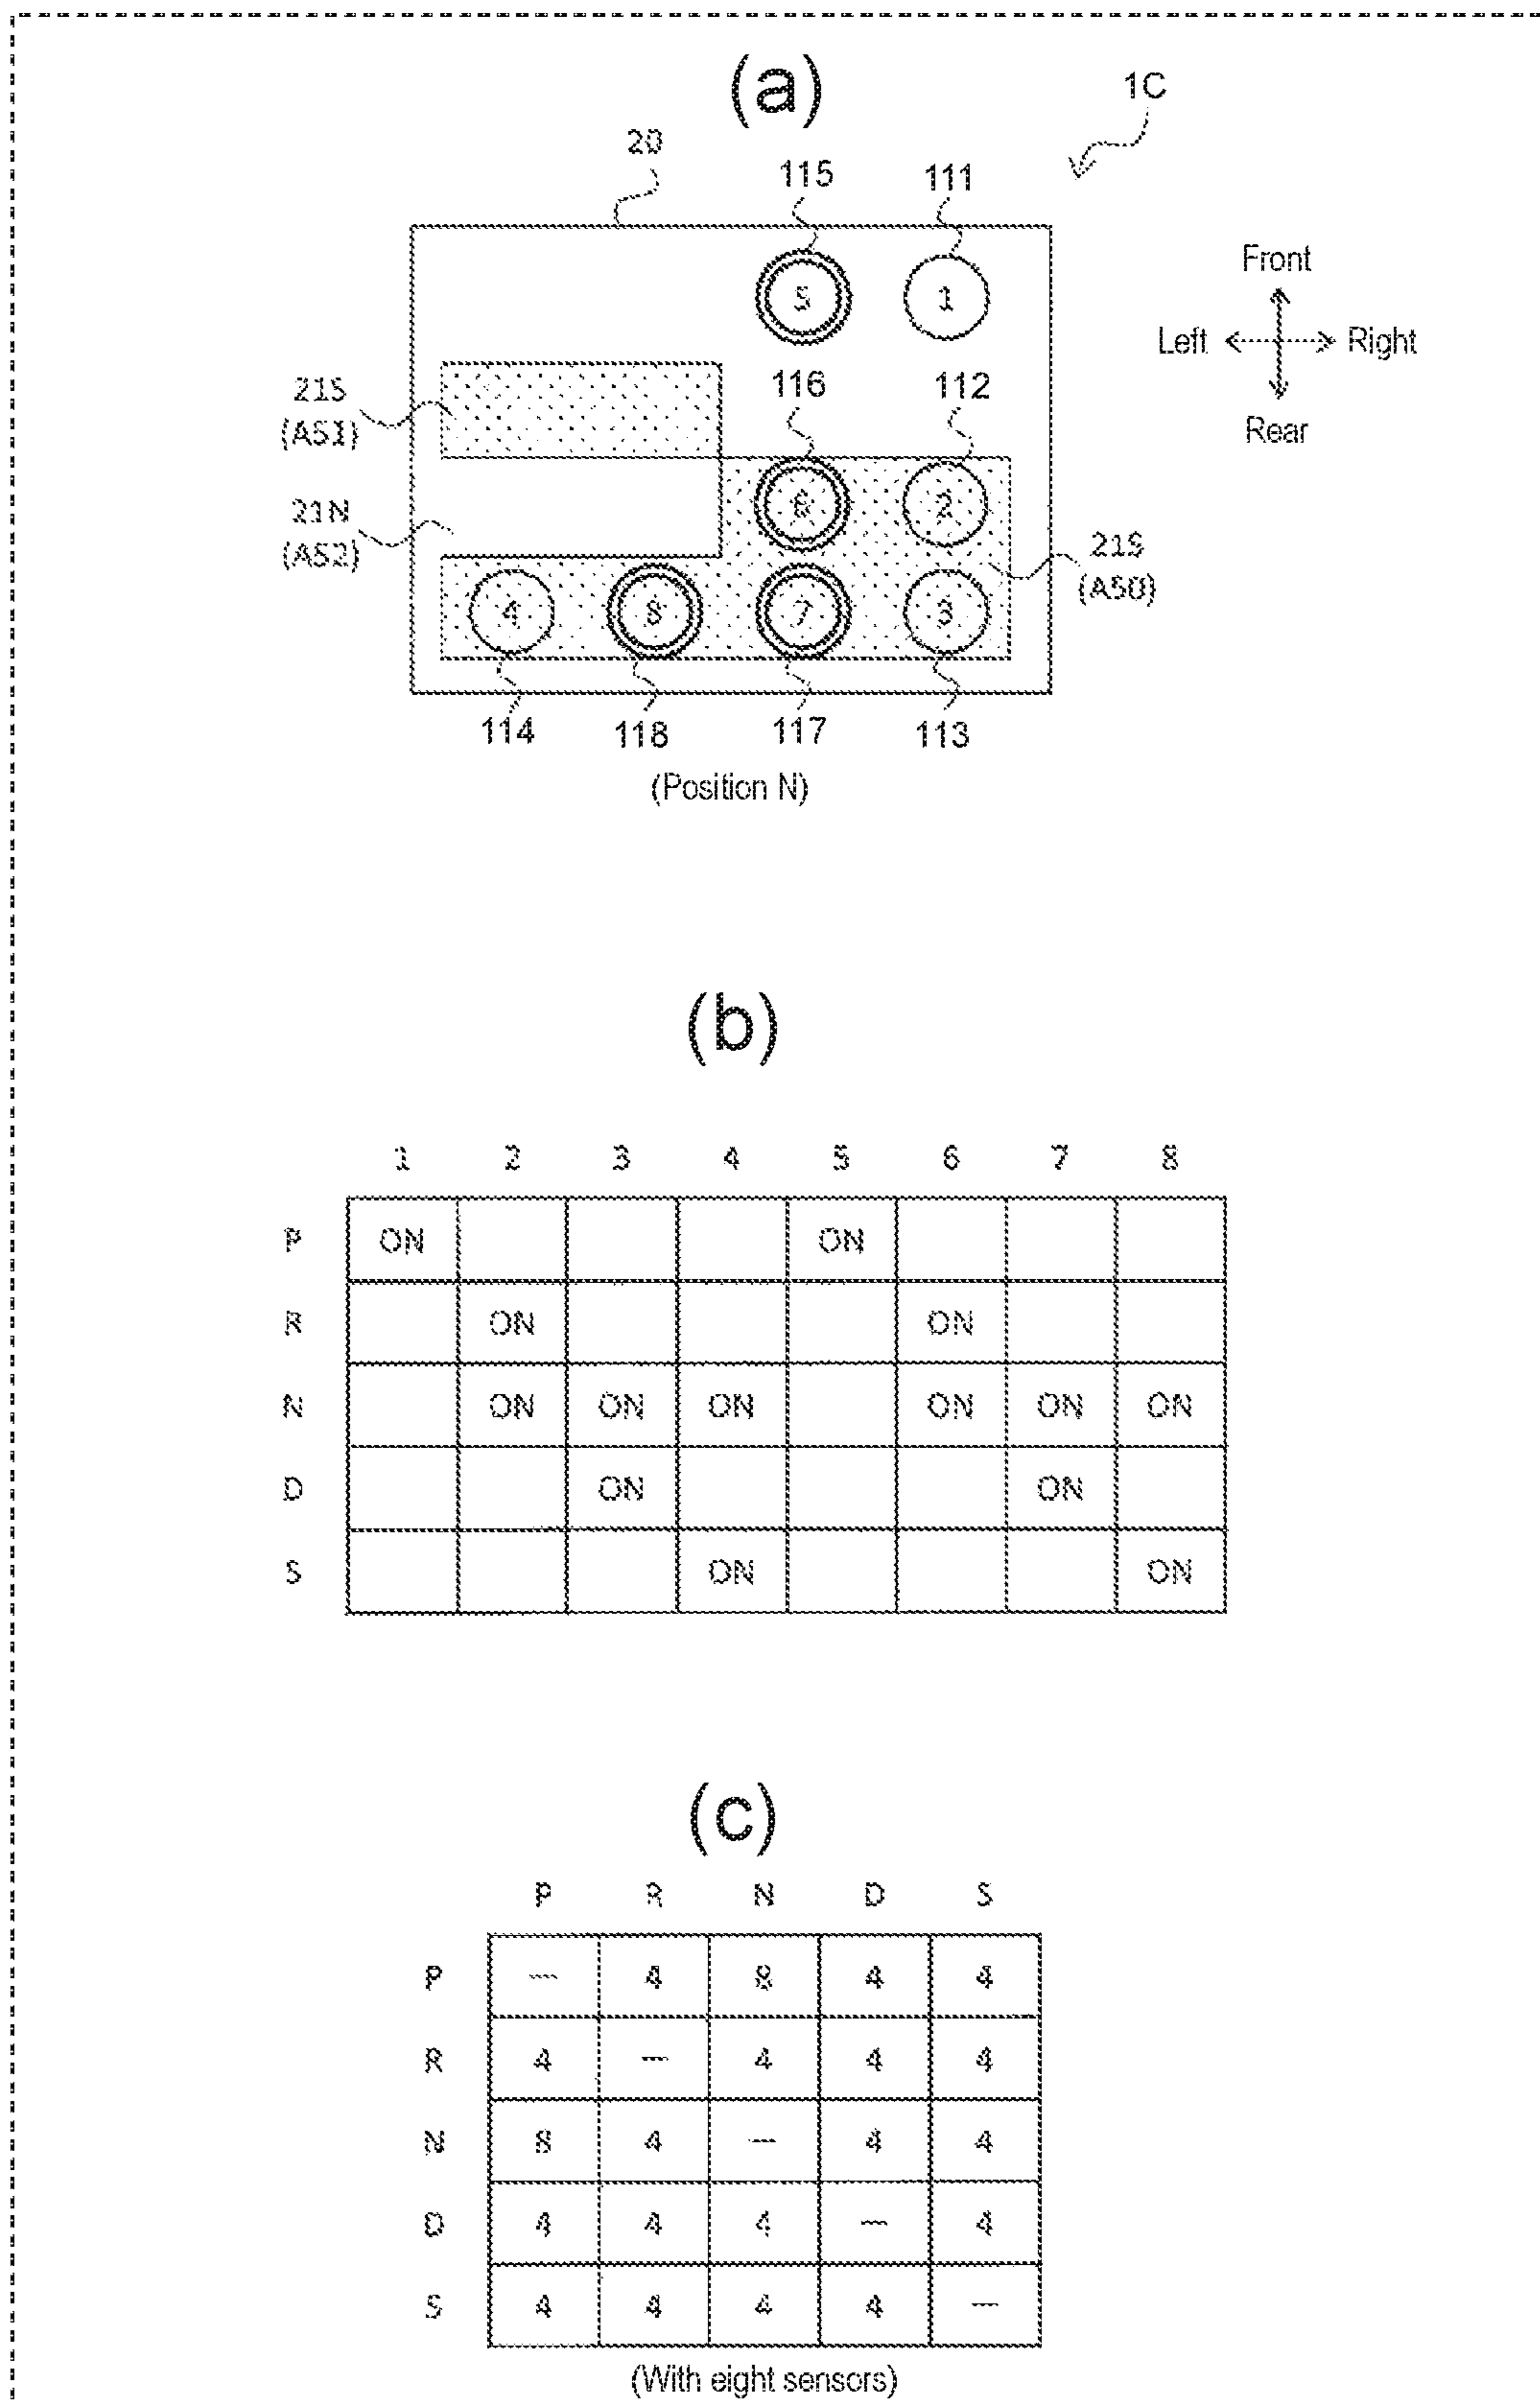 (a)
1C
20
115 111
5 1
Front
Left Right
Rear
21S
(A51)
116 112
6 2
21N
(A52)
21S
(A50)
4 8 7 3
114 118 117 113
(Position N)
(b)
1 2 3 4 5 6 7 8
P ON ON
R ON ON
N ON ON ON ON ON ON
D ON ON
S ON ON
(c)
P R N D S
P — 4 8 4 4
R 4 — 4 4 4
N 8 4 — 4 4
D 4 4 4 — 4
S 4 4 4 4 —
(With eight sensors)